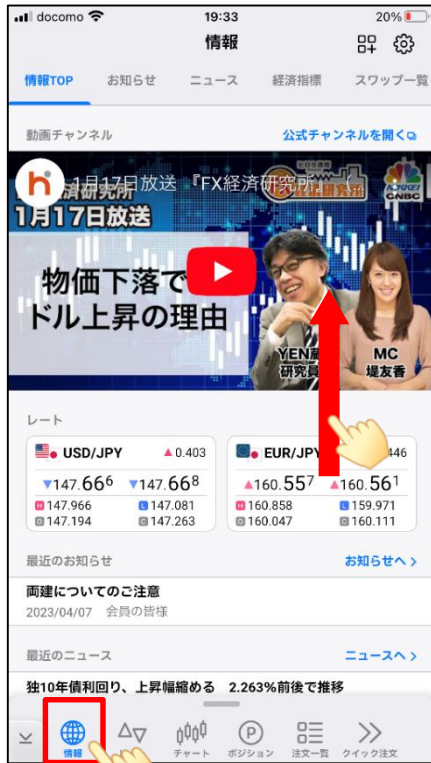 docomo 19:33 20%
情報
情報TOP お知らせ ニュース 経済指標 スワップ一覧
動画チャンネル 公式チャンネルを開く
h 1月17日放送 『FX経済研究所』
1月17日放送
NIKKEI CNBC
物価下落で
ドル上昇の理由
YEN蔵
研究員
MC
堤友香
レート
USD/JPY ▲0.403 EUR/JPY 446
▼147.666 ▼147.668 ▲160.557 ▲160.561
H 147.966 L 147.081 H 160.858 L 159.971
O 147.194 C 147.263 O 160.047 C 160.111
最近のお知らせ お知らせへ >
両建についてのご注意
2023/04/07 会員の皆様
最近のニュース ニュースへ >
独10年債利回り、上昇幅縮める 2.263%前後で推移
情報 チャート ポジション 注文一覧 クイック注文